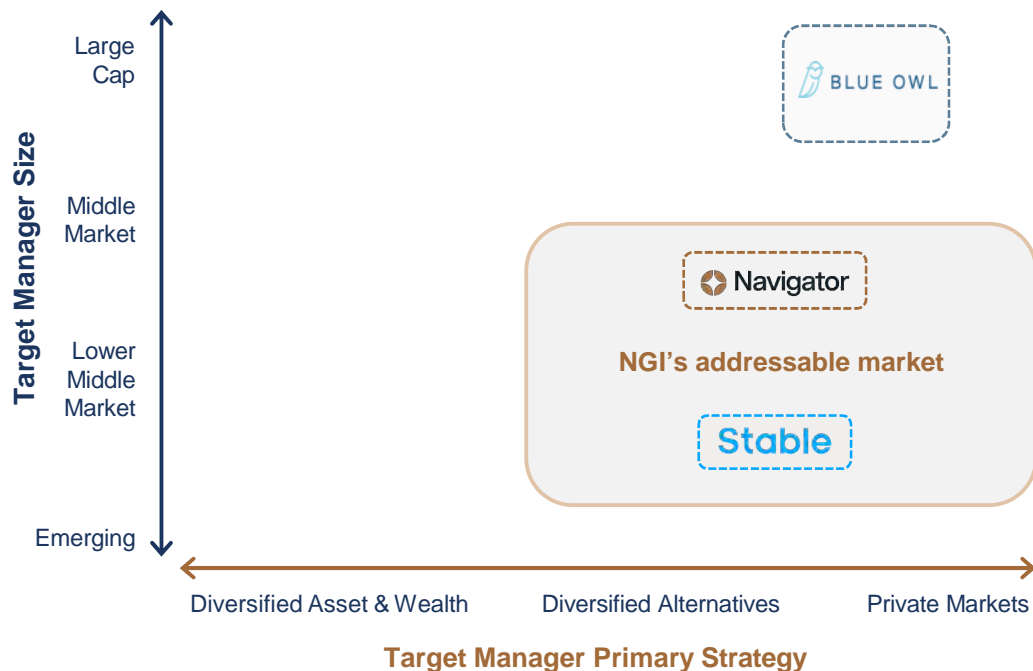 Large
Cap
BLUE OWL
Target Manager Size
Middle
Market
Navigator
Lower
Middle
Market
NGI's addressable market
Stable
Emerging
Diversified Asset & Wealth
Diversified Alternatives
Private Markets
Target Manager Primary Strategy